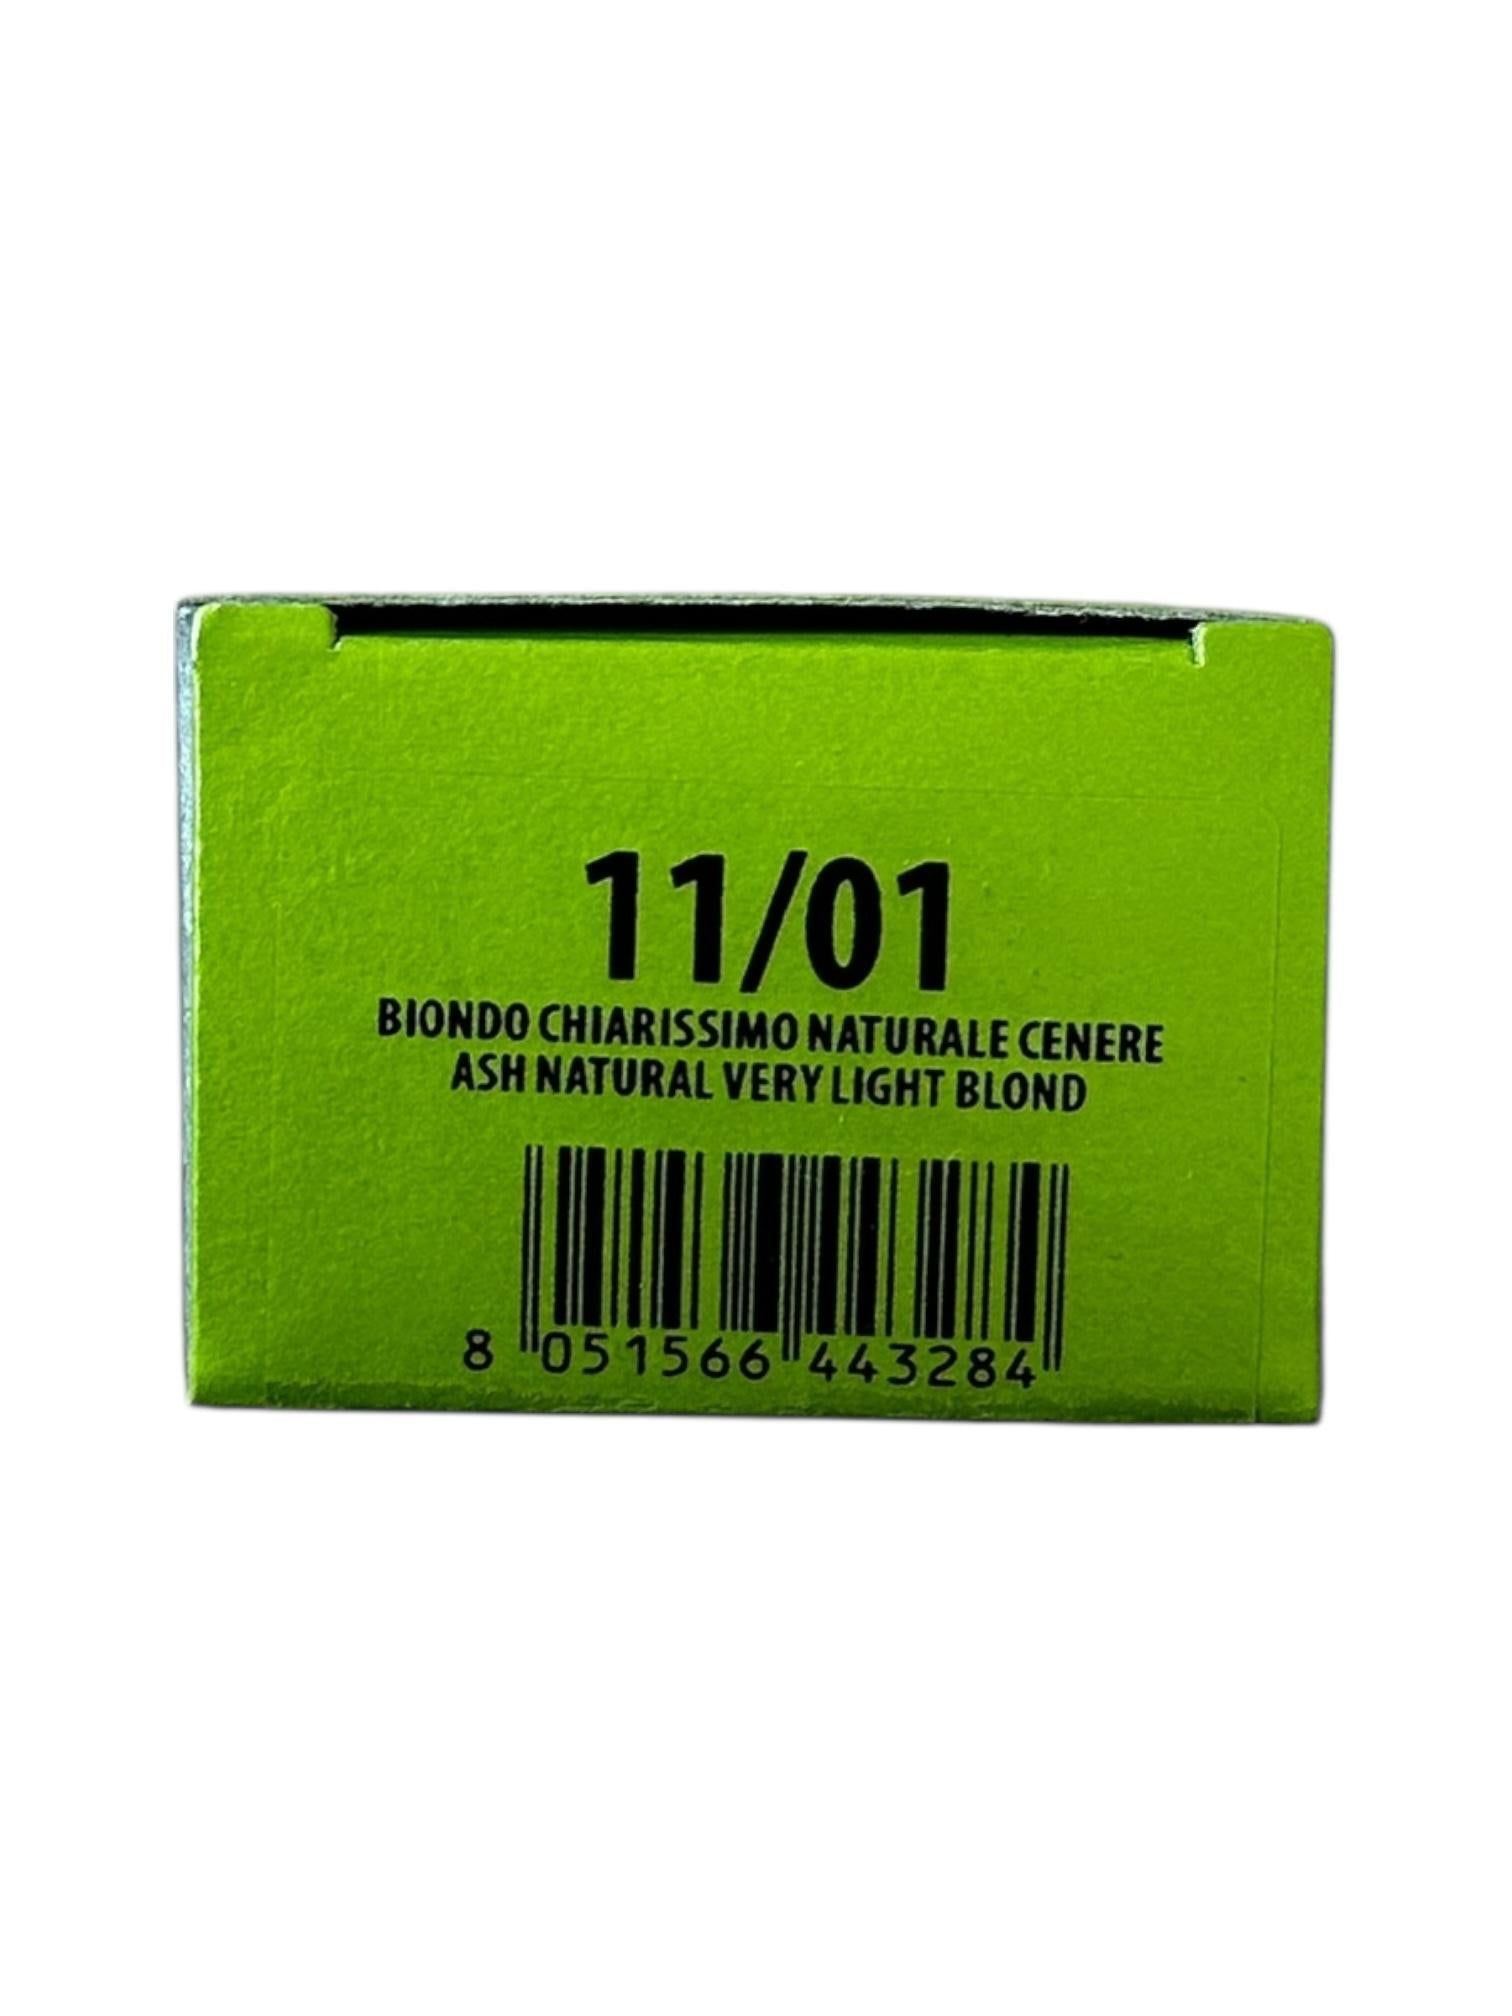 11/01
BIONDO CHIARISSIMO NATURALE CENERE
ASH NATURAL VERY LIGHT BLOND
8 051566 443284